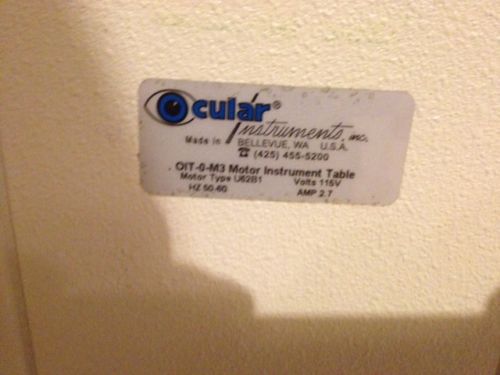 Ocular®
Instruments, inc.
Made in BELLEVUE, WA U.S.A.
☎ (425) 455-5200
OIT-0-M3 Motor Instrument Table
Motor Type U62B1 Volts 115V
HZ 50-60 AMP 2.7